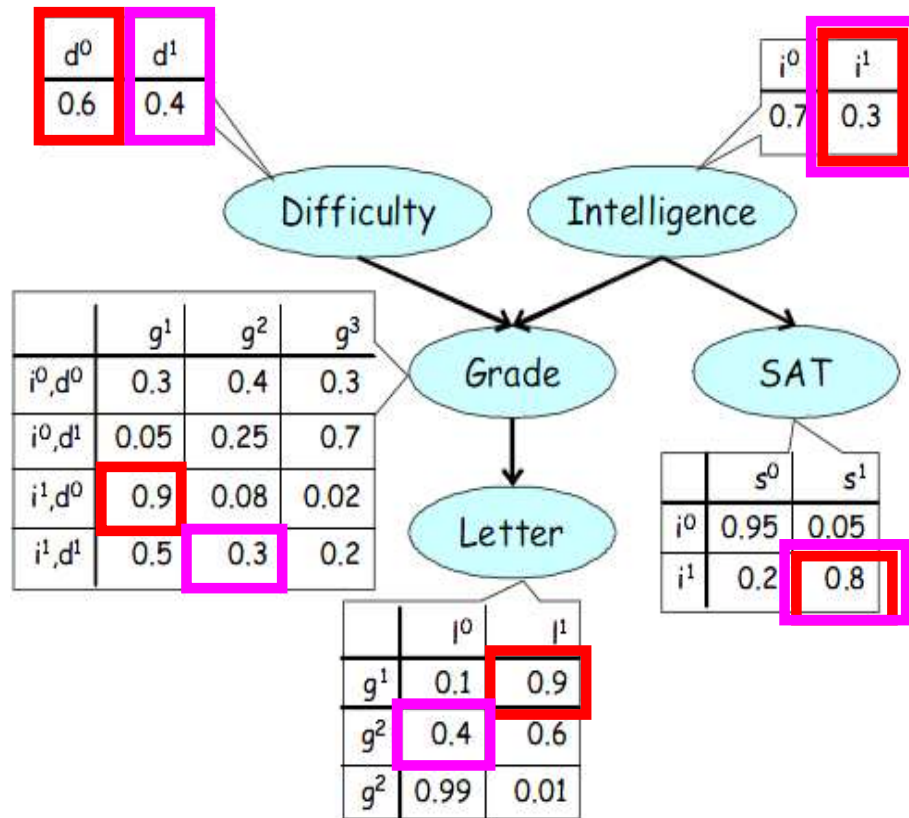 d⁰ d¹
0.6 0.4
i⁰ i¹
0.7 0.3
Difficulty
Intelligence
g¹ g² g³
i⁰,d⁰ 0.3 0.4 0.3
i⁰,d¹ 0.05 0.25 0.7
i¹,d⁰ 0.9 0.08 0.02
i¹,d¹ 0.5 0.3 0.2
Grade
SAT
s⁰ s¹
i⁰ 0.95 0.05
i¹ 0.2 0.8
Letter
l⁰ l¹
g¹ 0.1 0.9
g² 0.4 0.6
g² 0.99 0.01